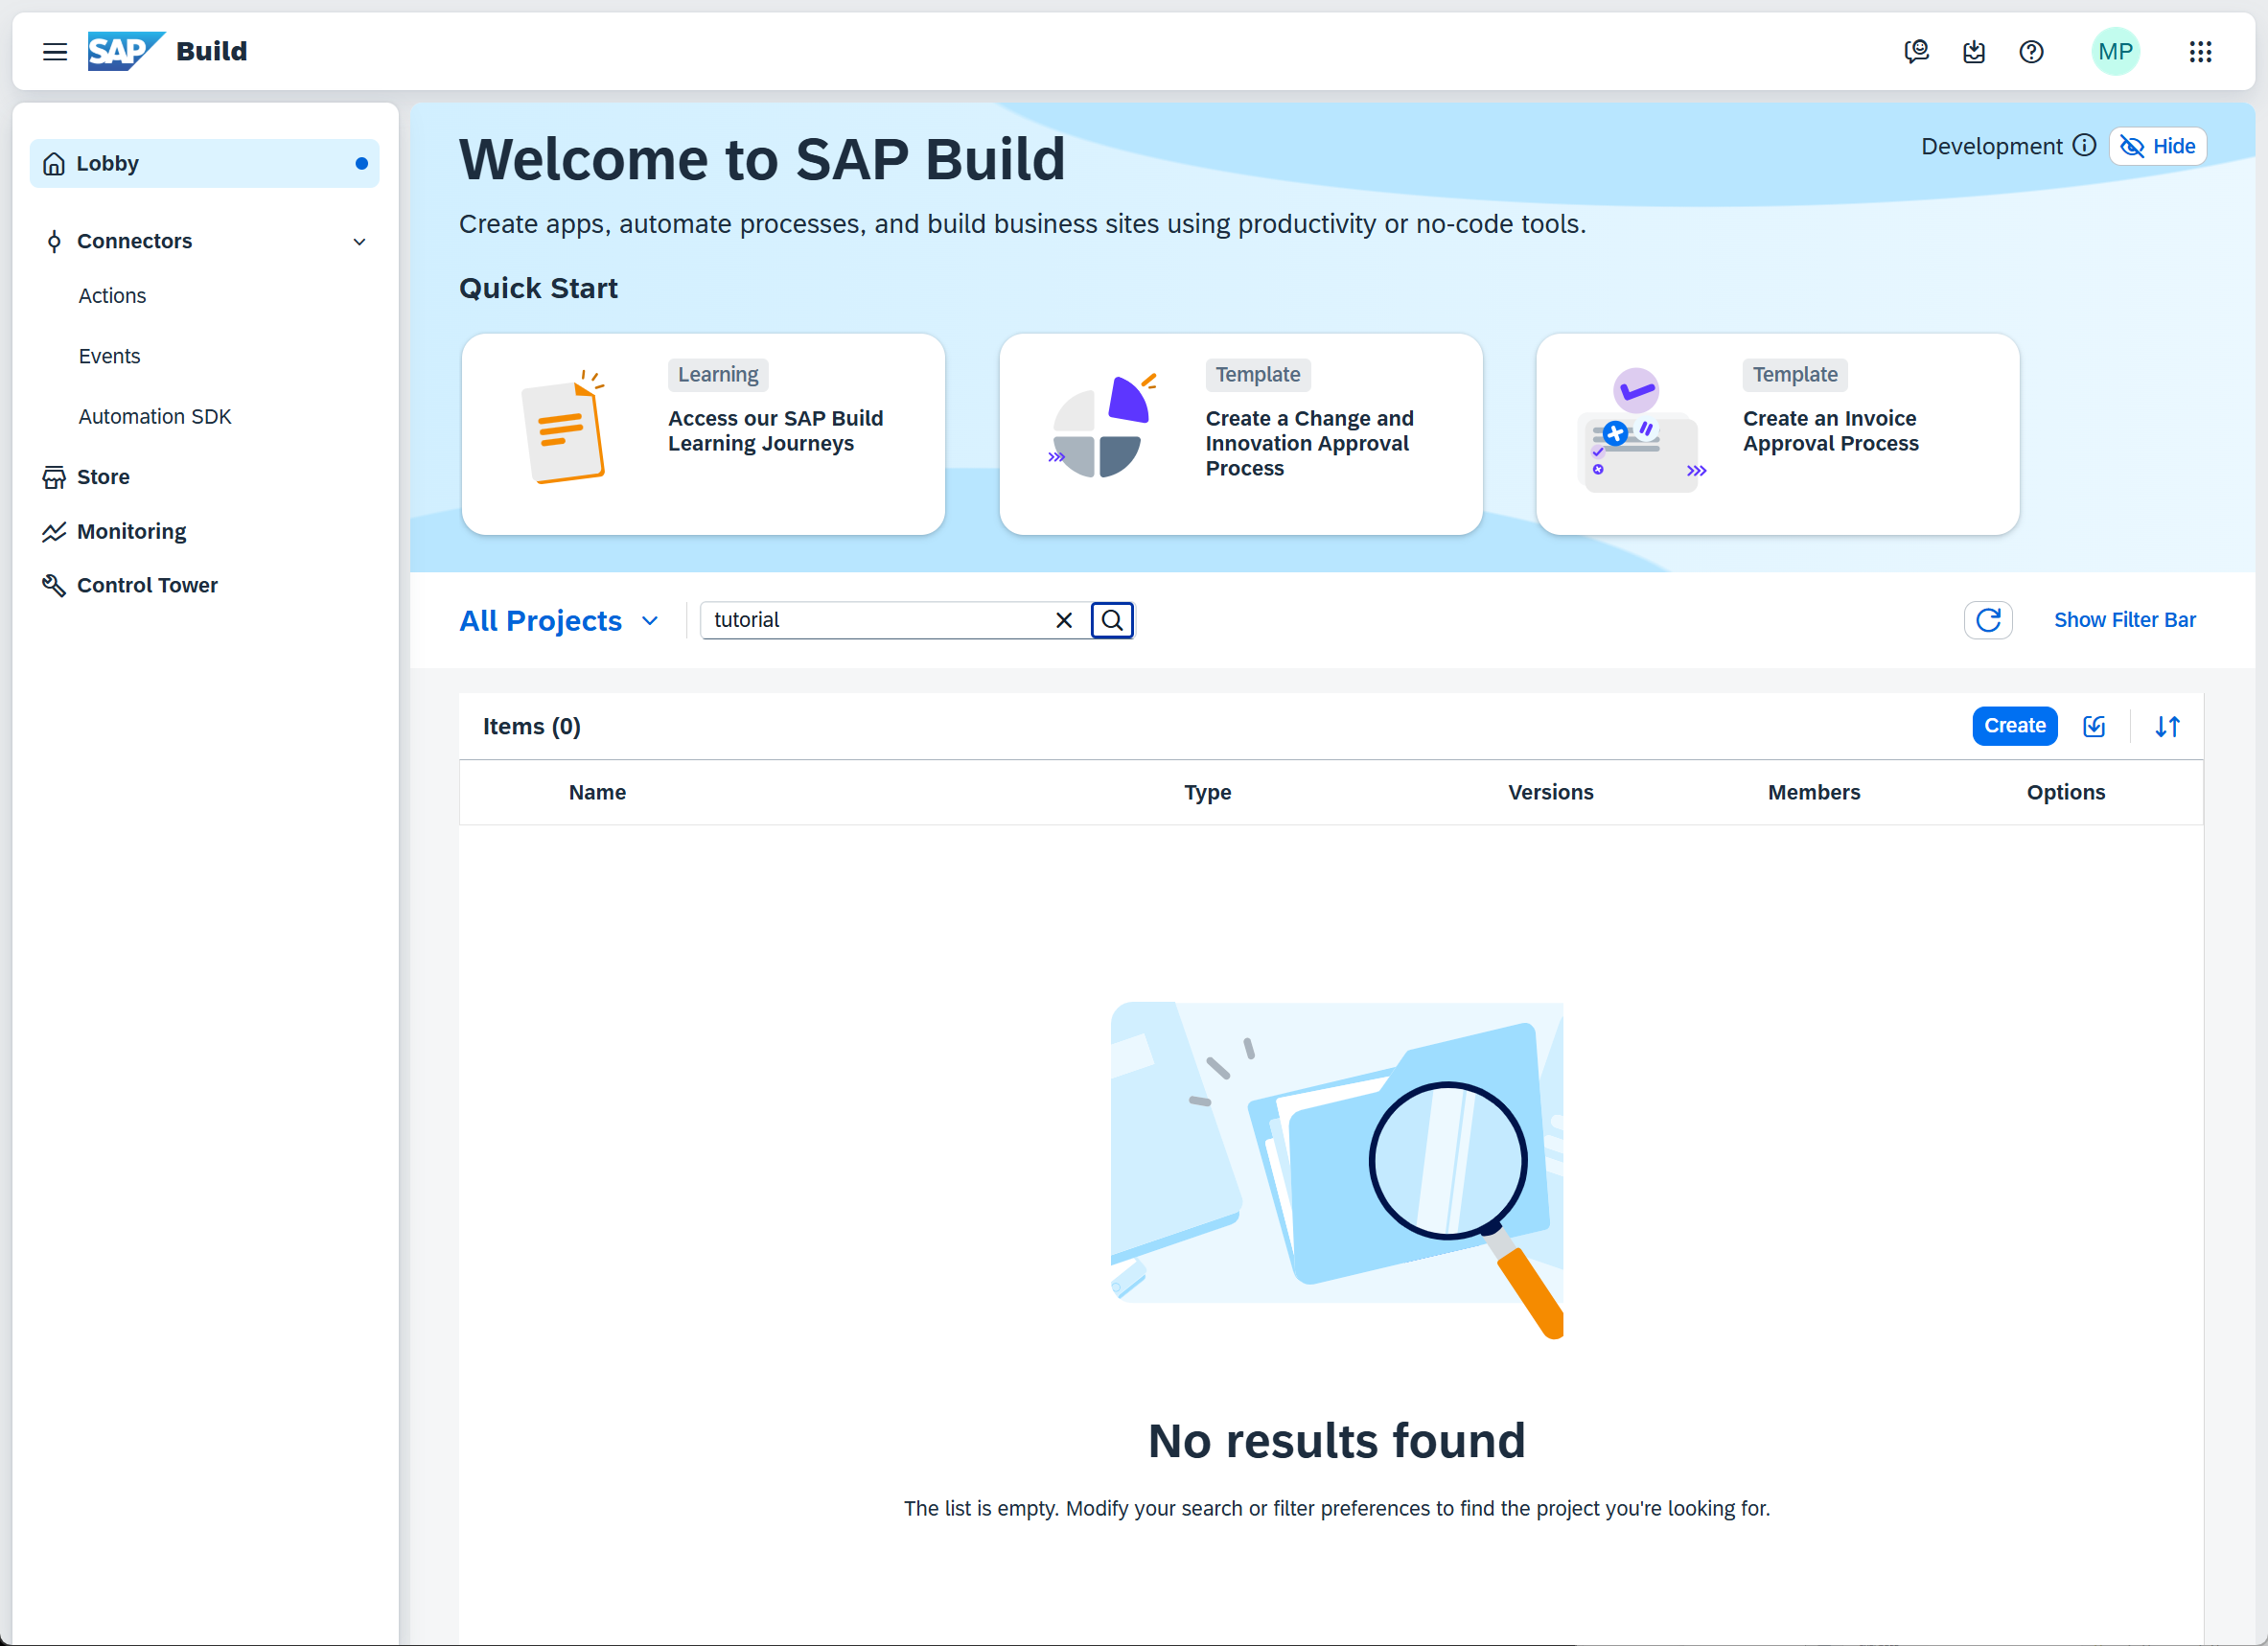 SAP Build
MP
Lobby
Connectors
Actions
Events
Automation SDK
Store
Monitoring
Control Tower
Welcome to SAP Build
Development
Hide
Create apps, automate processes, and build business sites using productivity or no-code tools.
Quick Start
Learning
Access our SAP Build
Learning Journeys
Template
Create a Change and
Innovation Approval
Process
Template
Create an Invoice
Approval Process
All Projects
tutorial
Show Filter Bar
Items (0)
Create
Name
Type
Versions
Members
Options
No results found
The list is empty. Modify your search or filter preferences to find the project you're looking for.